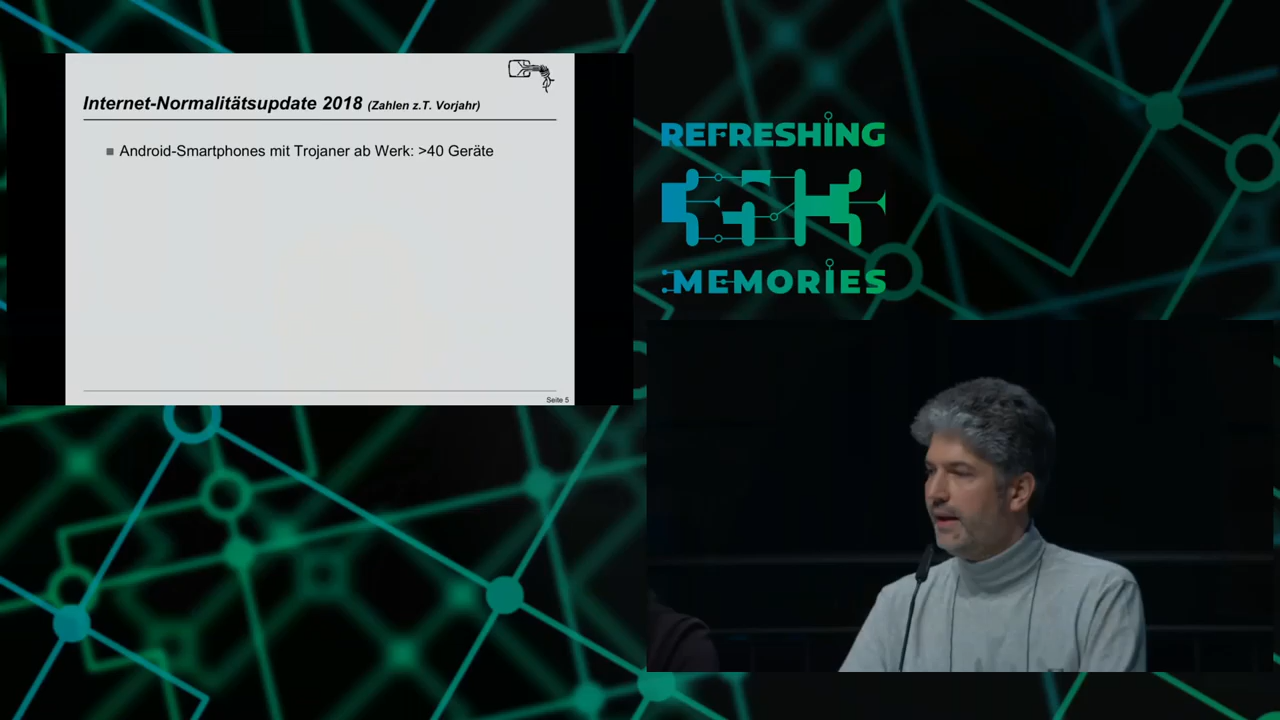 Internet-Normalitätsupdate 2018 (Zahlen z.T. Vorjahr)
Android-Smartphones mit Trojaner ab Werk: >40 Geräte
Seite 5
REFRESHING
MEMORIES